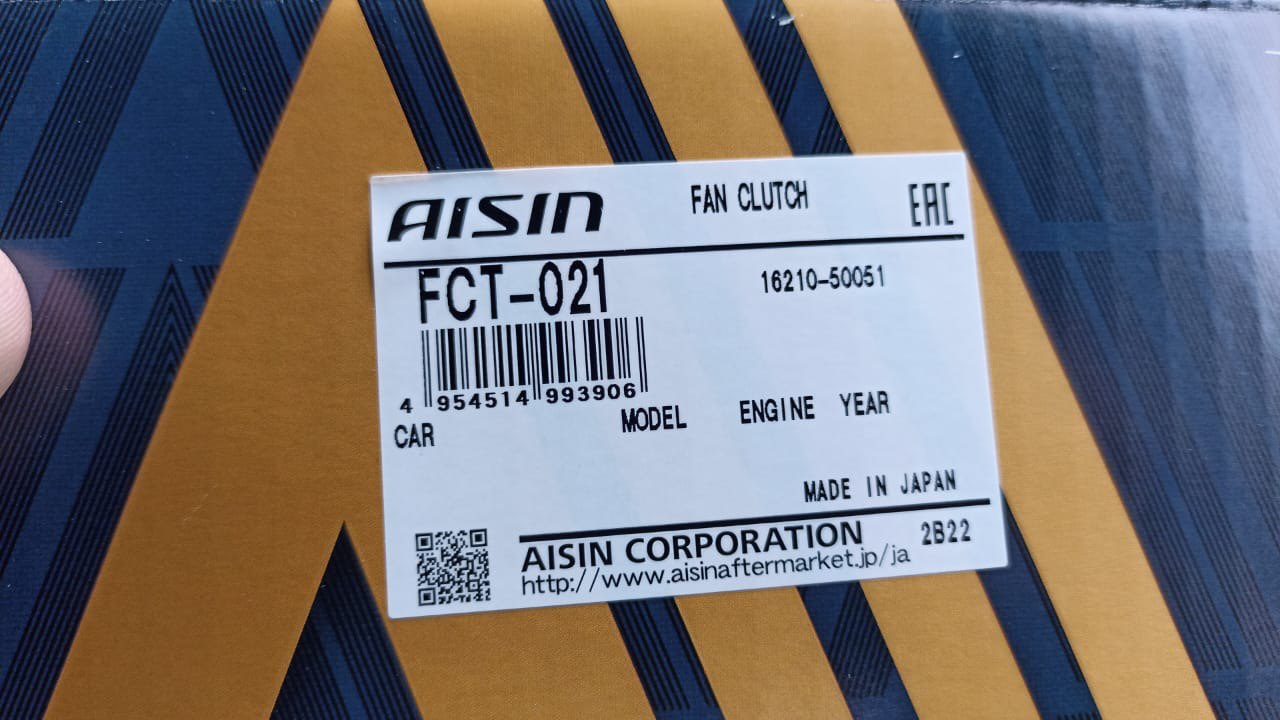 AISIN FAN CLUTCH EAC
FCT-021 16210-50051
4 954514 993906
CAR MODEL ENGINE YEAR
MADE IN JAPAN
AISIN CORPORATION 2B22
http://www.aisinaftermarket.jp/ja